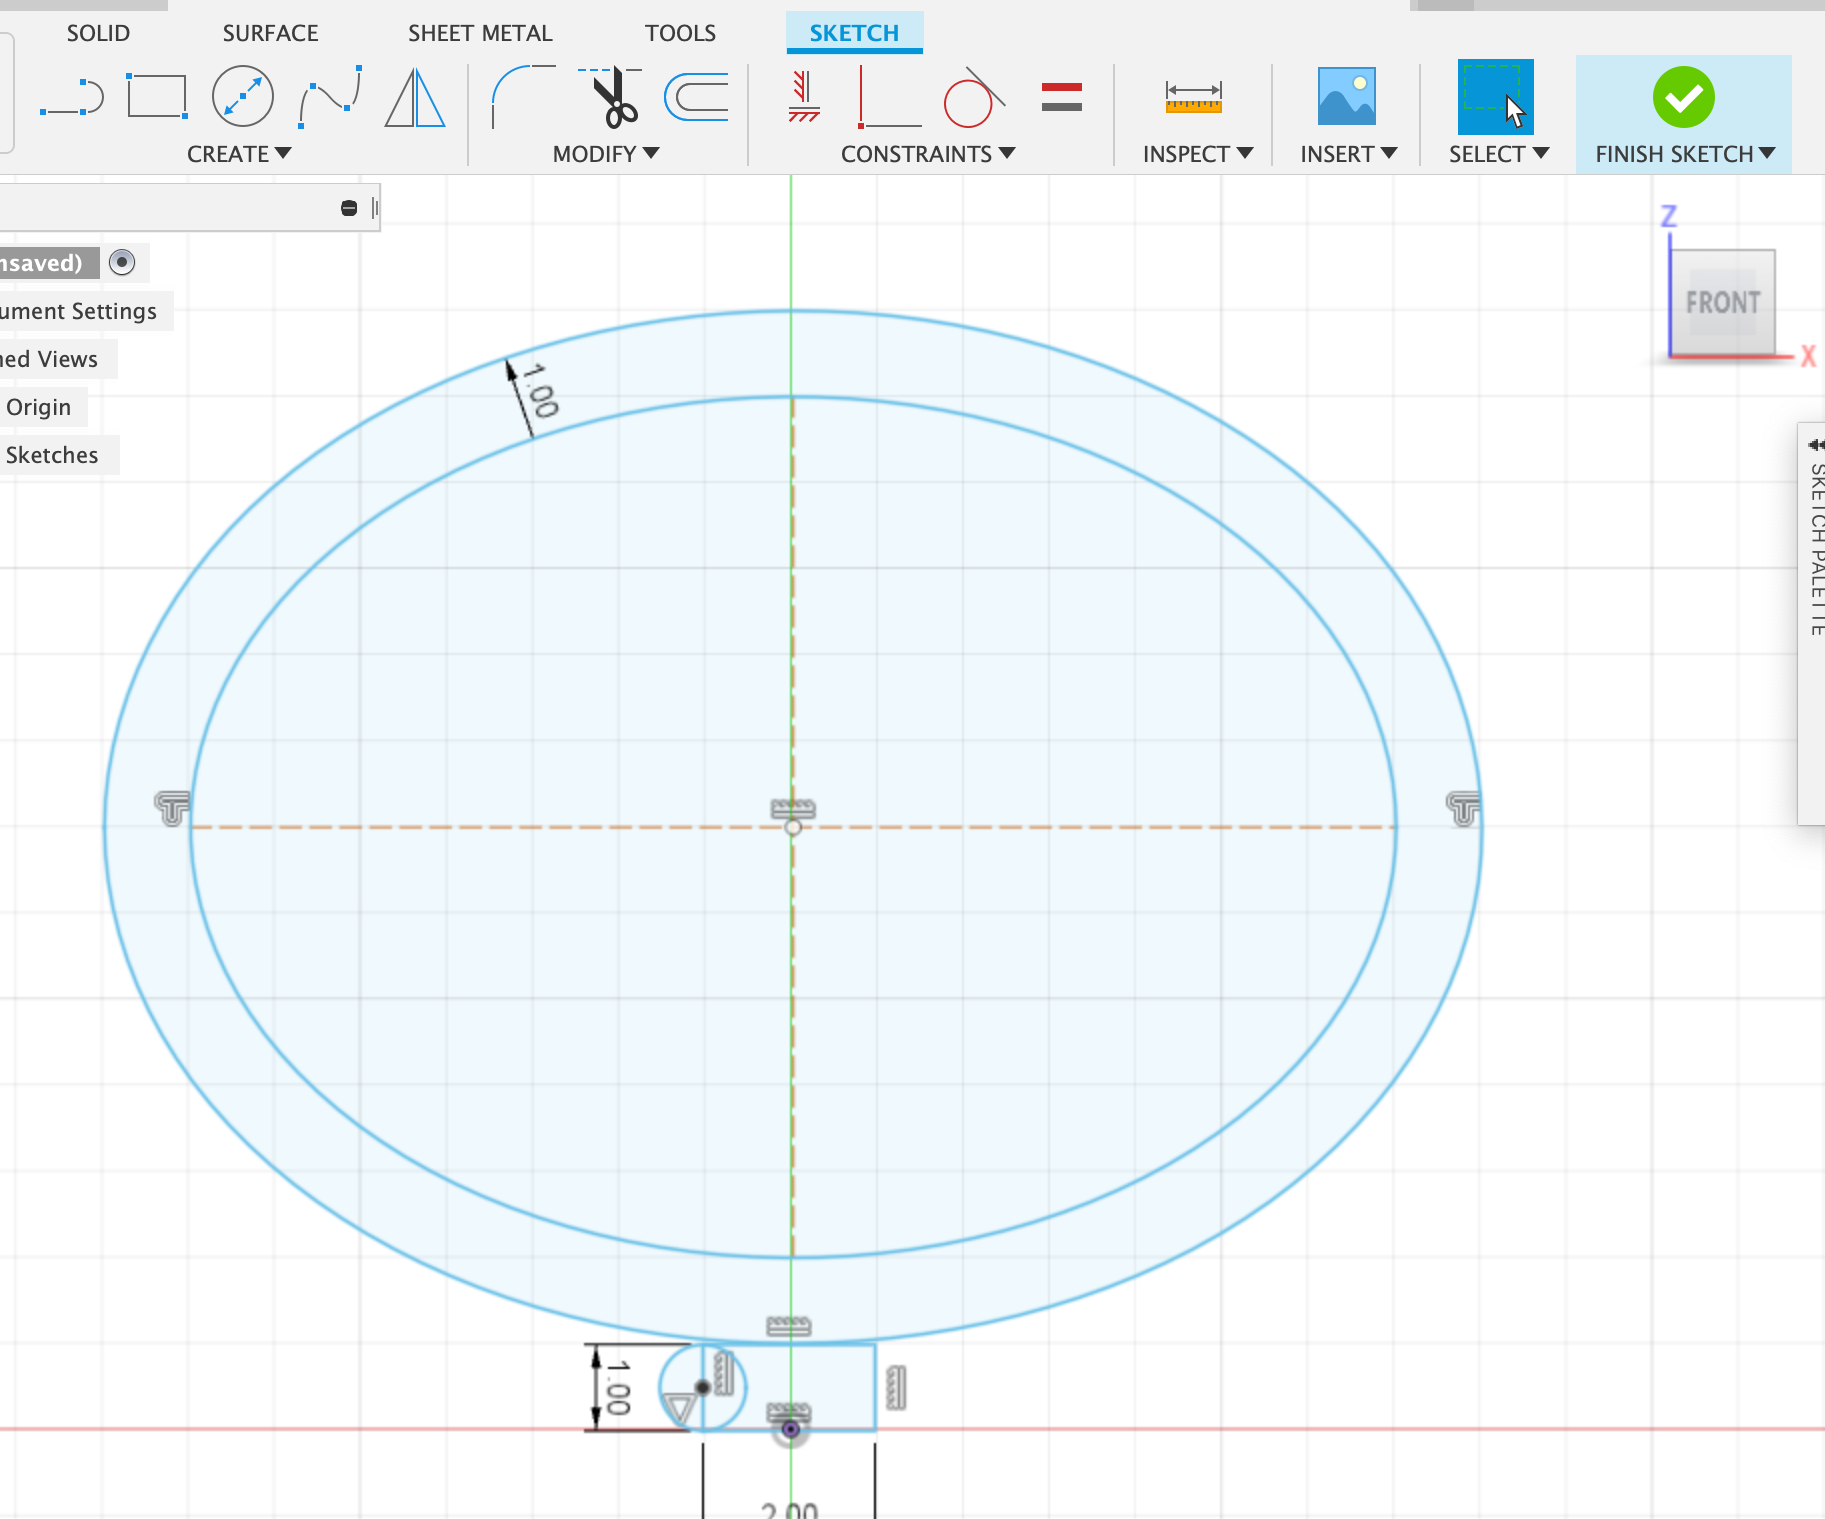 SOLID SURFACE SHEET METAL TOOLS SKETCH
CREATE MODIFY CONSTRAINTS INSPECT INSERT SELECT FINISH SKETCH
nsaved)
ument Settings
ned Views
Origin
Sketches
Z
FRONT
X
SKETCH PALETTE
1.00
1.00
2.00